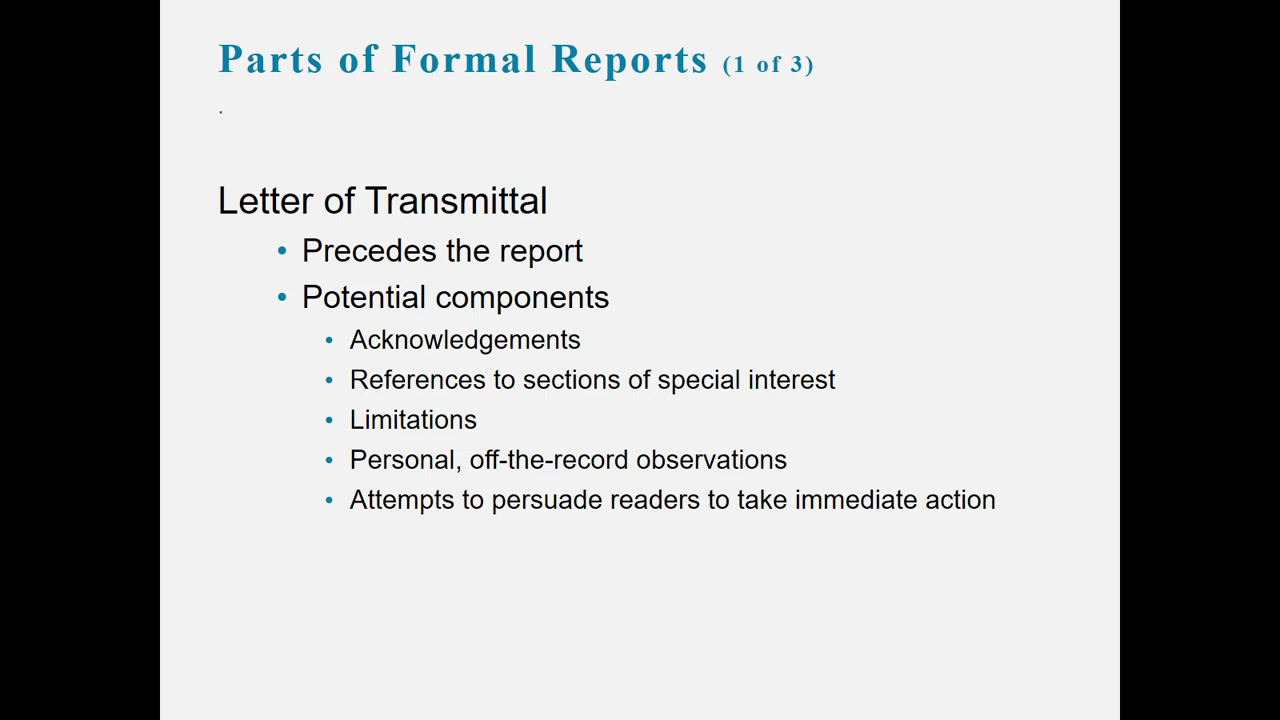 Parts of Formal Reports (1 of 3)
.
Letter of Transmittal
• Precedes the report
• Potential components
• Acknowledgements
• References to sections of special interest
• Limitations
• Personal, off-the-record observations
• Attempts to persuade readers to take immediate action